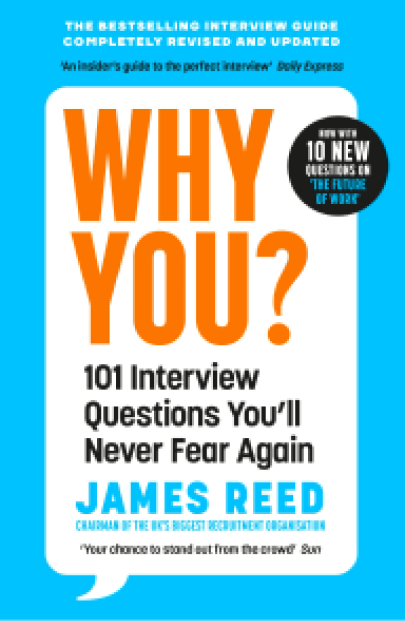 THE BESTSELLING INTERVIEW GUIDE
COMPLETELY REVISED AND UPDATED
'An insider's guide to the perfect interview' Daily Express
WHY
YOU?
NOW WITH
10 NEW
QUESTIONS ON
'THE FUTURE
OF WORK'
101 Interview
Questions You'll
Never Fear Again
JAMES REED
CHAIRMAN OF THE UK'S BIGGEST RECRUITMENT ORGANISATION
'Your chance to stand out from the crowd' Sun